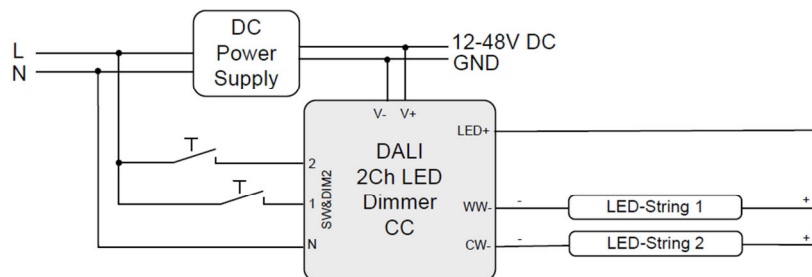 DC
Power
Supply
L
N
12-48V DC
GND
V- V+
LED+
DALI
2Ch LED
Dimmer
CC
SW&DIM2
2
1
N
T
T
WW-
- LED-String 1 +
CW-
- LED-String 2 +